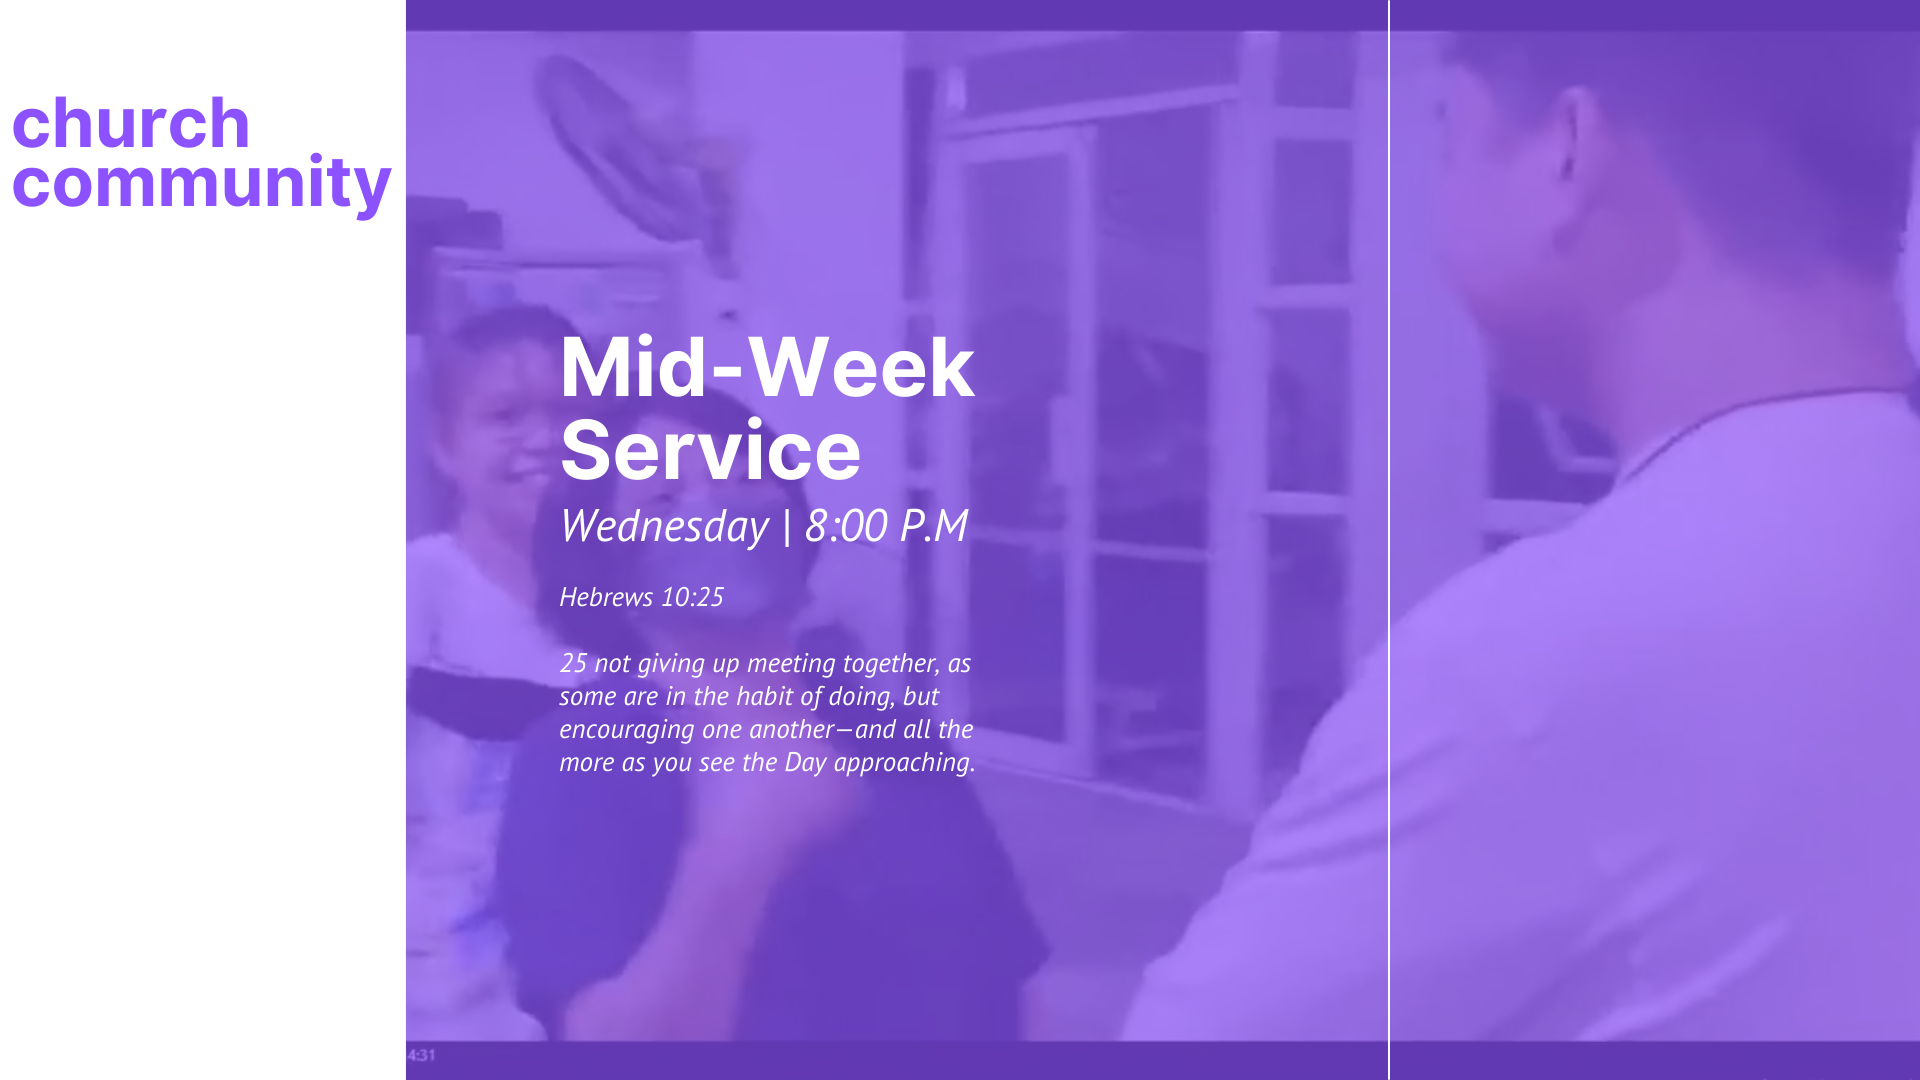 church
community
Mid-Week
Service
Wednesday | 8:00 P.M
Hebrews 10:25
25 not giving up meeting together, as
some are in the habit of doing, but
encouraging one another—and all the
more as you see the Day approaching.
4:31